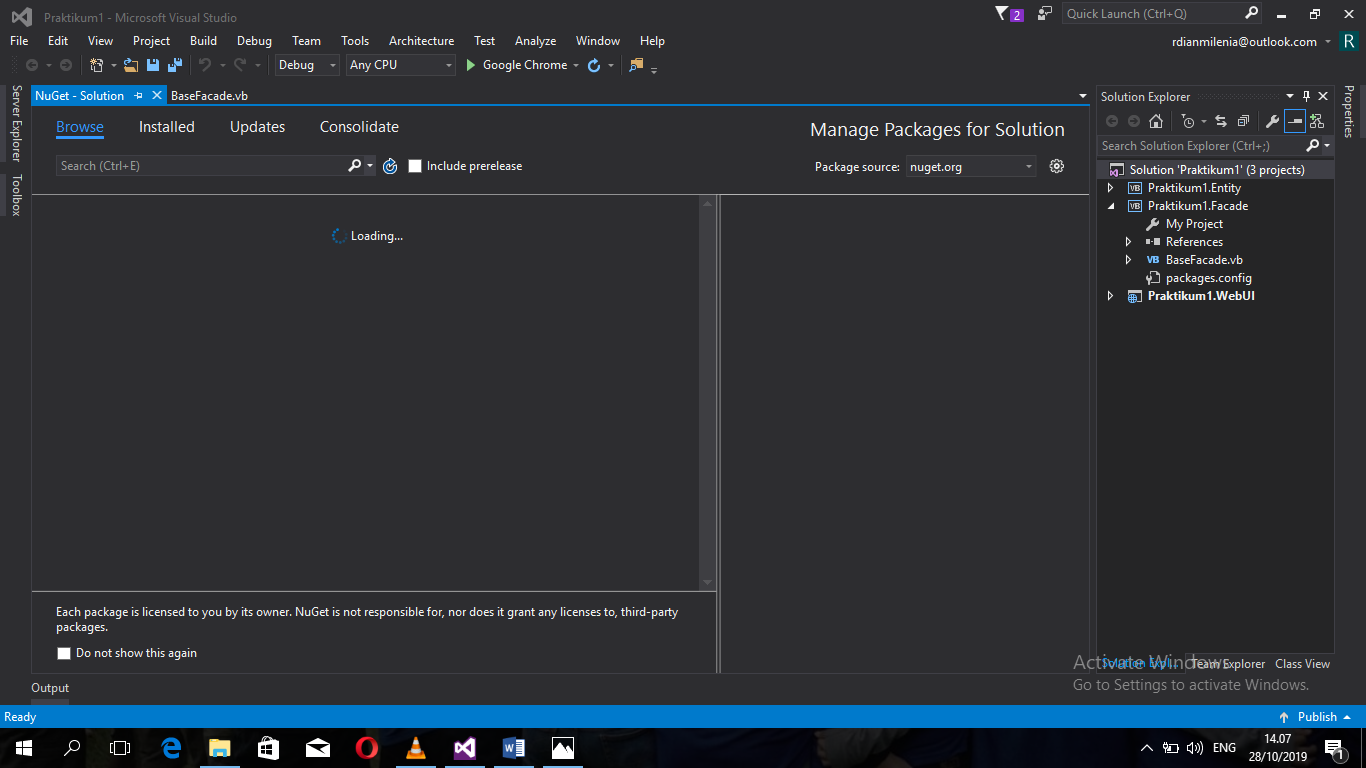 Praktikum1 - Microsoft Visual Studio
2
Quick Launch (Ctrl+Q)
File Edit View Project Build Debug Team Tools Architecture Test Analyze Window Help
rdianmilenia@outlook.com R
Debug Any CPU Google Chrome
Server Explorer
Toolbox
NuGet - Solution BaseFacade.vb
Browse Installed Updates Consolidate
Manage Packages for Solution
Search (Ctrl+E) Include prerelease
Package source: nuget.org
Loading...
Each package is licensed to you by its owner. NuGet is not responsible for, nor does it grant any licenses to, third-party
packages.
Do not show this again
Solution Explorer
Search Solution Explorer (Ctrl+;)
Solution 'Praktikum1' (3 projects)
VB Praktikum1.Entity
VB Praktikum1.Facade
My Project
References
VB BaseFacade.vb
packages.config
Praktikum1.WebUI
Properties
Solution Expl... Team Explorer Class View
Activate Windows
Go to Settings to activate Windows.
Output
Ready
Publish
ENG
14.07
28/10/2019
1